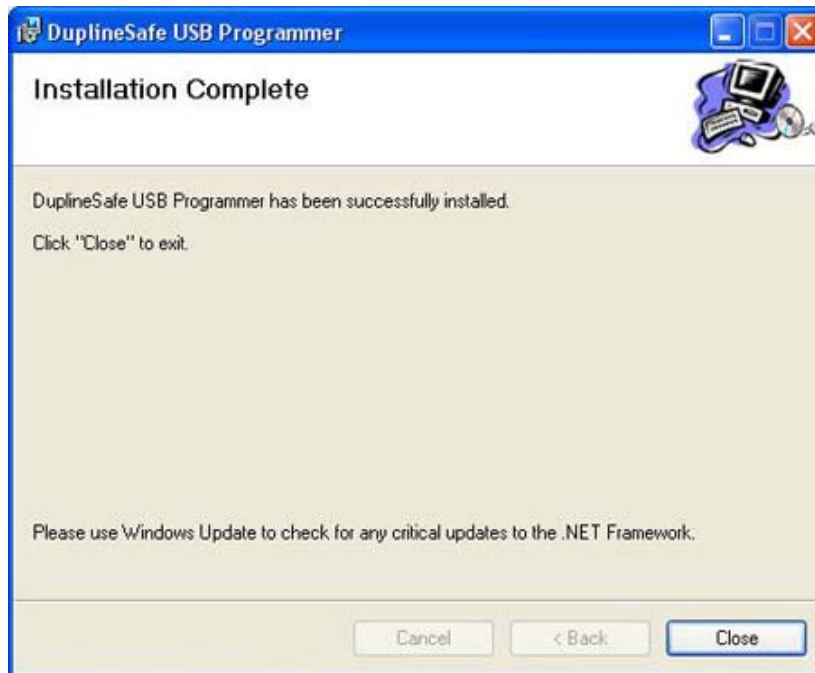 DuplineSafe USB Programmer
Installation Complete
DuplineSafe USB Programmer has been successfully installed.
Click "Close" to exit.
Please use Windows Update to check for any critical updates to the .NET Framework.
Cancel
< Back
Close